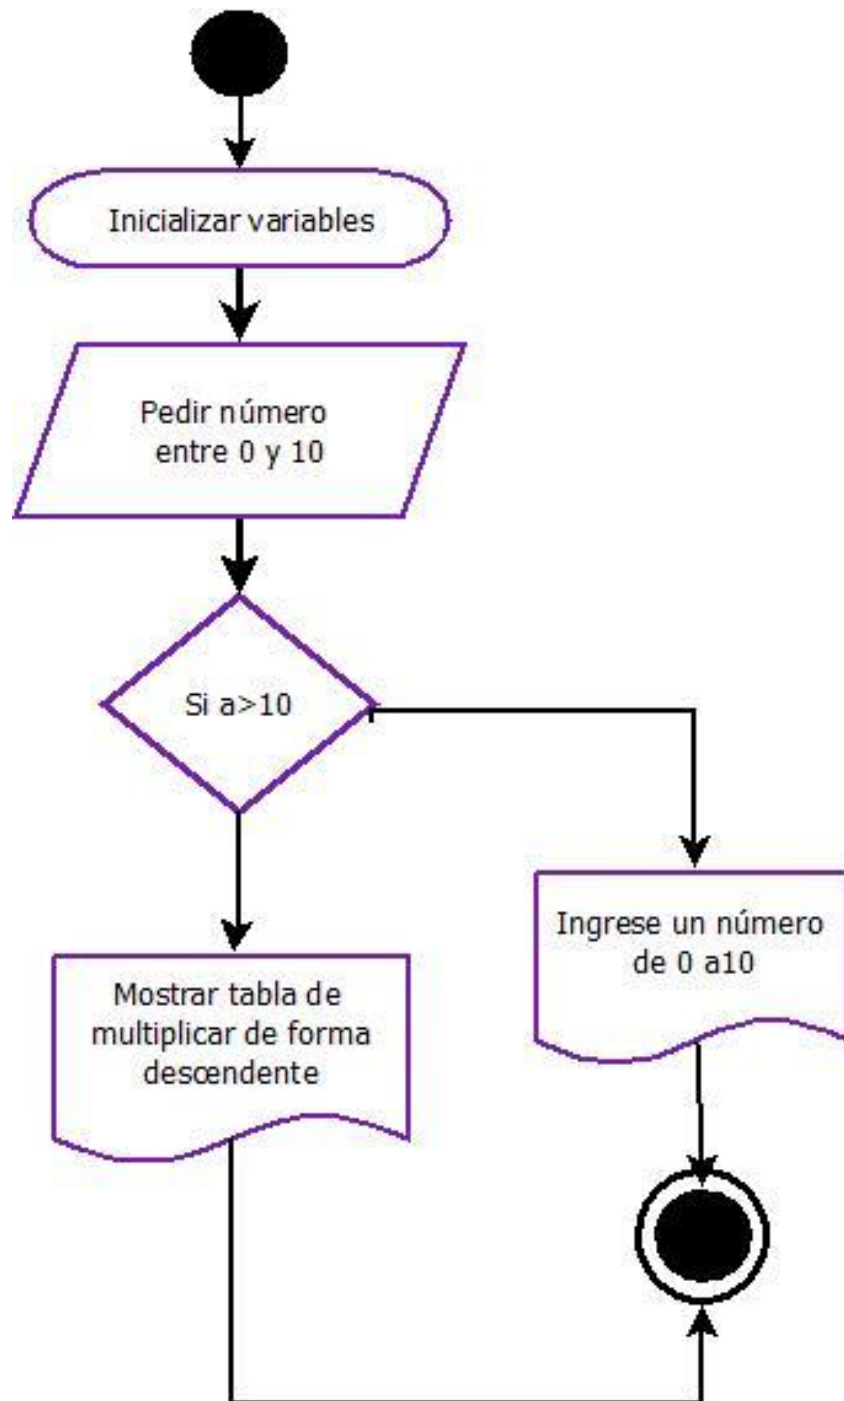 Inicializar variables
Pedir número
entre 0 y 10
Si a>10
Ingrese un número
de 0 a10
Mostrar tabla de
multiplicar de forma
descendente